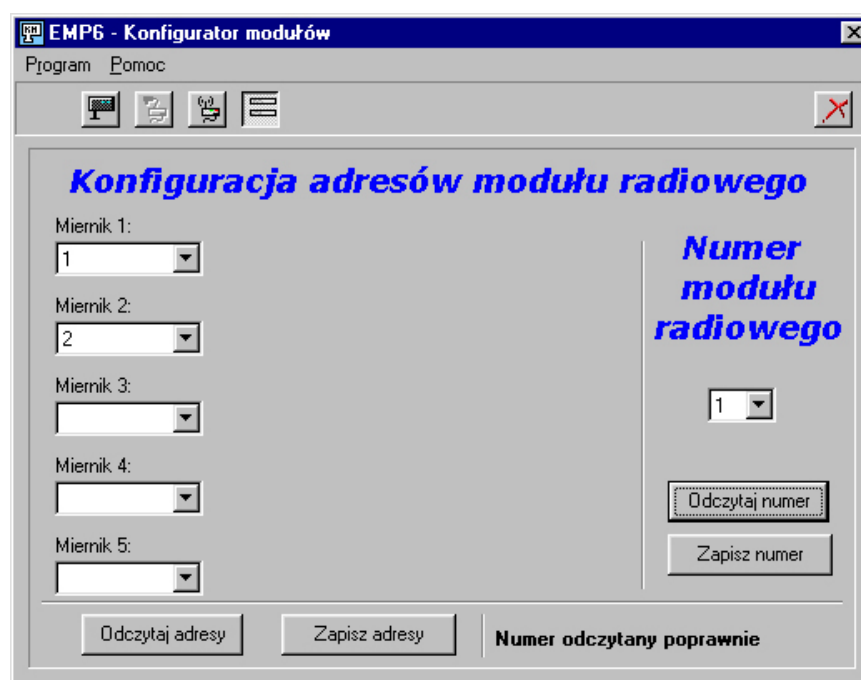 EMP6 - Konfigurator modułów
Program Pomoc
Konfiguracja adresów modułu radiowego
Miernik 1:
1
Miernik 2:
2
Miernik 3:
Miernik 4:
Miernik 5:
Numer
modułu
radiowego
1
Odczytaj numer
Zapisz numer
Odczytaj adresy
Zapisz adresy
Numer odczytany poprawnie